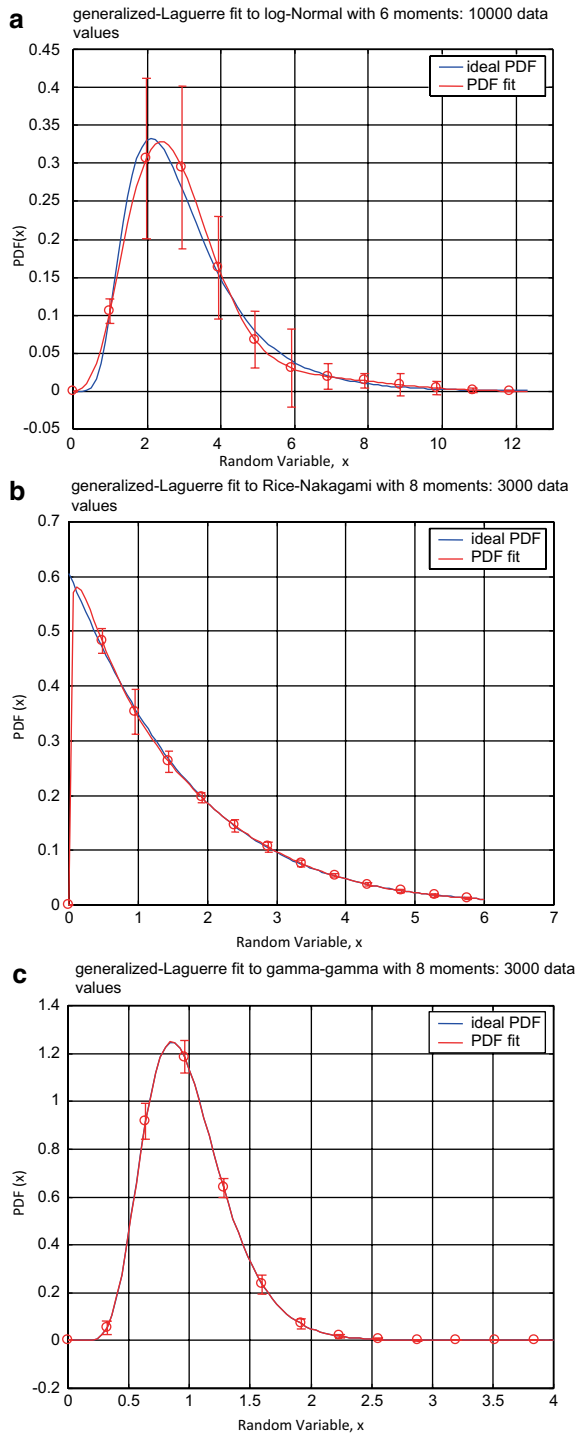 a
generalized-Laguerre fit to log-Normal with 6 moments: 10000 data
values
0.45
0.4
0.35
0.3
0.25
0.2
0.15
0.1
0.05
0
-0.05
PDF(x)
ideal PDF
PDF fit
0 2 4 6 8 10 12
Random Variable, x
b
generalized-Laguerre fit to Rice-Nakagami with 8 moments: 3000 data
values
0.7
0.6
0.5
0.4
0.3
0.2
0.1
0
PDF (x)
ideal PDF
PDF fit
0 1 2 3 4 5 6 7
Random Variable, x
c
generalized-Laguerre fit to gamma-gamma with 8 moments: 3000 data
values
1.4
1.2
1
0.8
0.6
0.4
0.2
0
-0.2
PDF (x)
ideal PDF
PDF fit
0 0.5 1 1.5 2 2.5 3 3.5 4
Random Variable, x